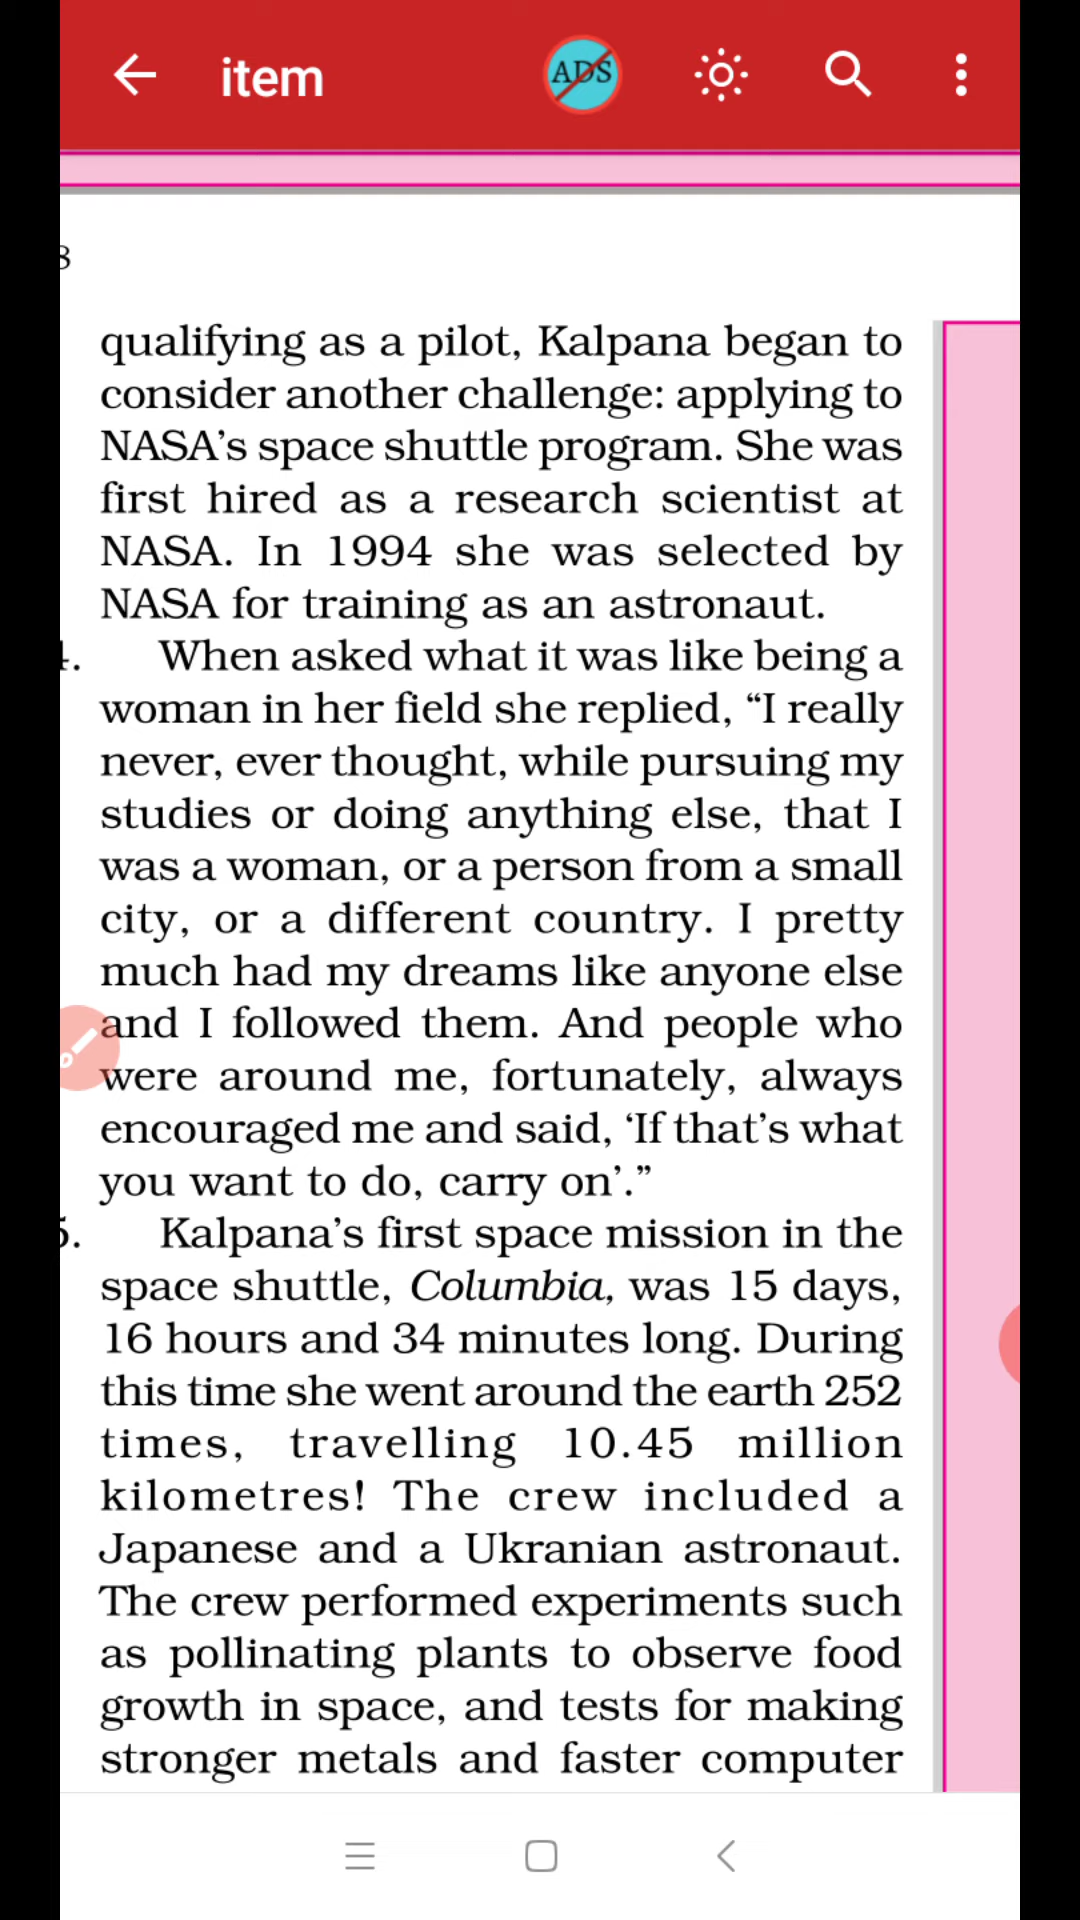 item
ADS
8
qualifying as a pilot, Kalpana began to
consider another challenge: applying to
NASA’s space shuttle program. She was
first hired as a research scientist at
NASA. In 1994 she was selected by
NASA for training as an astronaut.
4. When asked what it was like being a
woman in her field she replied, “I really
never, ever thought, while pursuing my
studies or doing anything else, that I
was a woman, or a person from a small
city, or a different country. I pretty
much had my dreams like anyone else
and I followed them. And people who
were around me, fortunately, always
encouraged me and said, ‘If that’s what
you want to do, carry on’.”
5. Kalpana’s first space mission in the
space shuttle, Columbia, was 15 days,
16 hours and 34 minutes long. During
this time she went around the earth 252
times, travelling 10.45 million
kilometres! The crew included a
Japanese and a Ukranian astronaut.
The crew performed experiments such
as pollinating plants to observe food
growth in space, and tests for making
stronger metals and faster computer